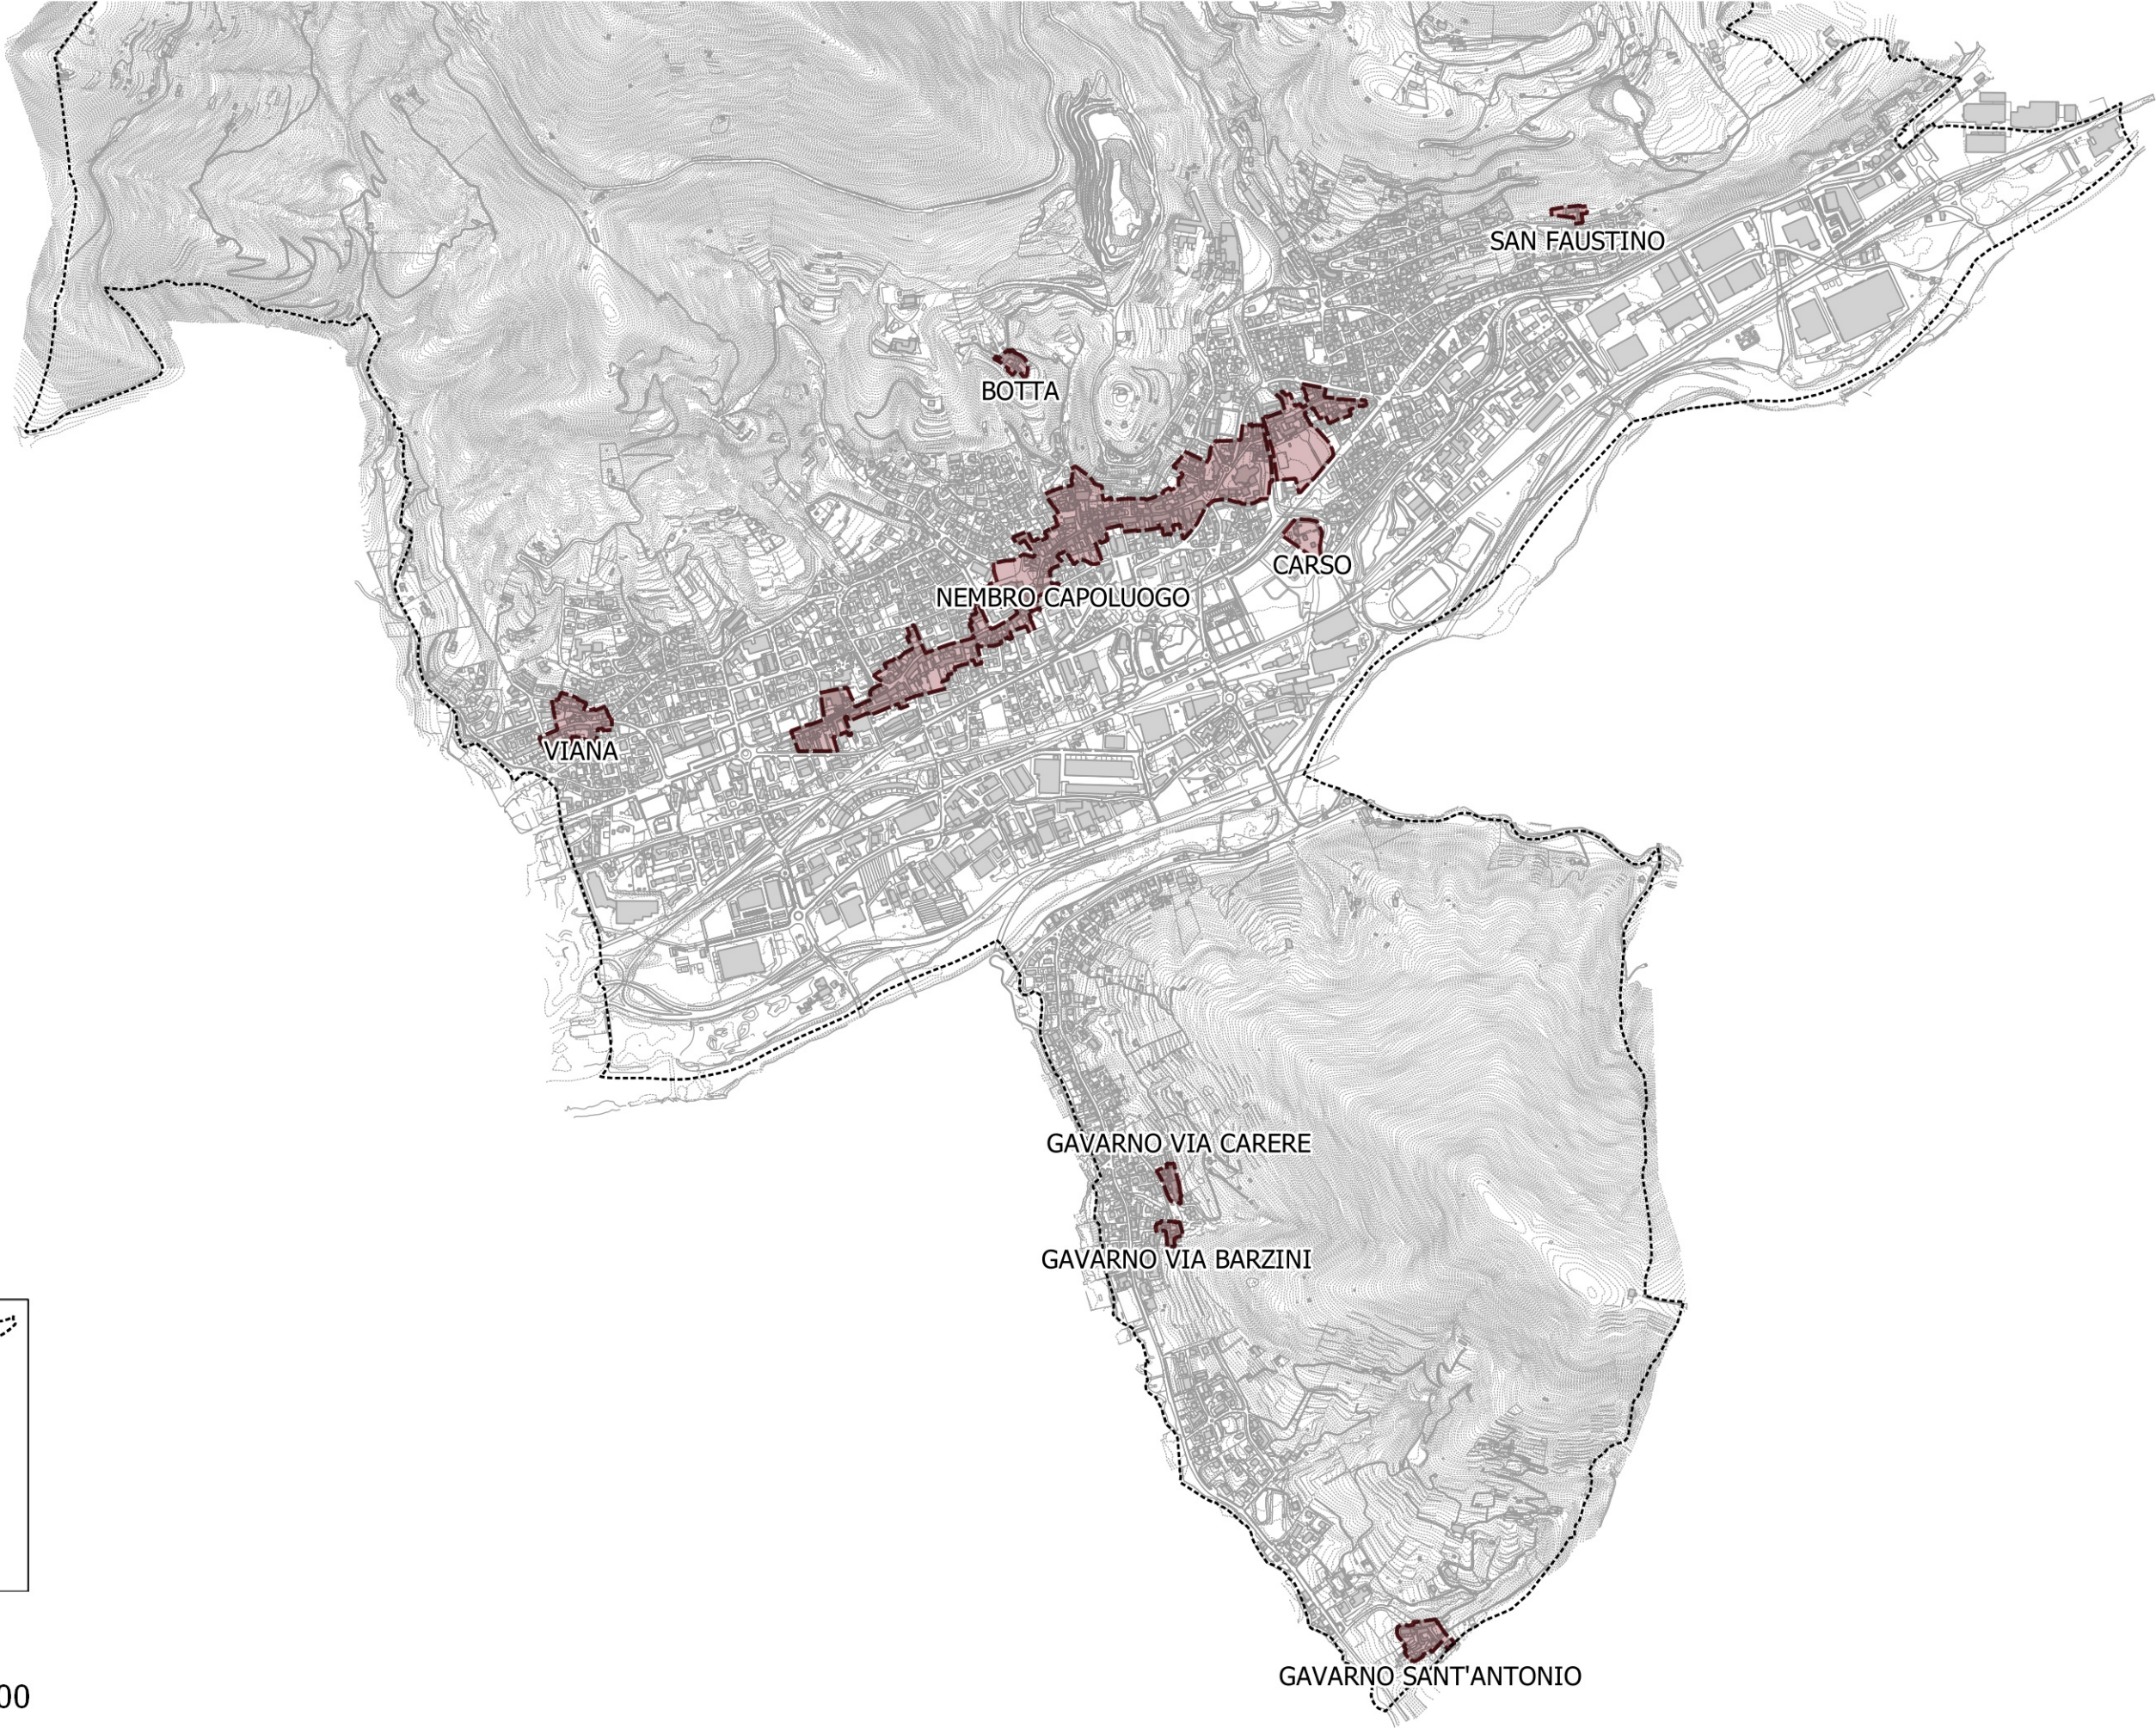 SAN FAUSTINO
BOTTA
CARSO
NEMBRO CAPOLUOGO
VIANA
GAVARNO VIA CARERE
GAVARNO VIA BARZINI
GAVARNO SANT'ANTONIO
00